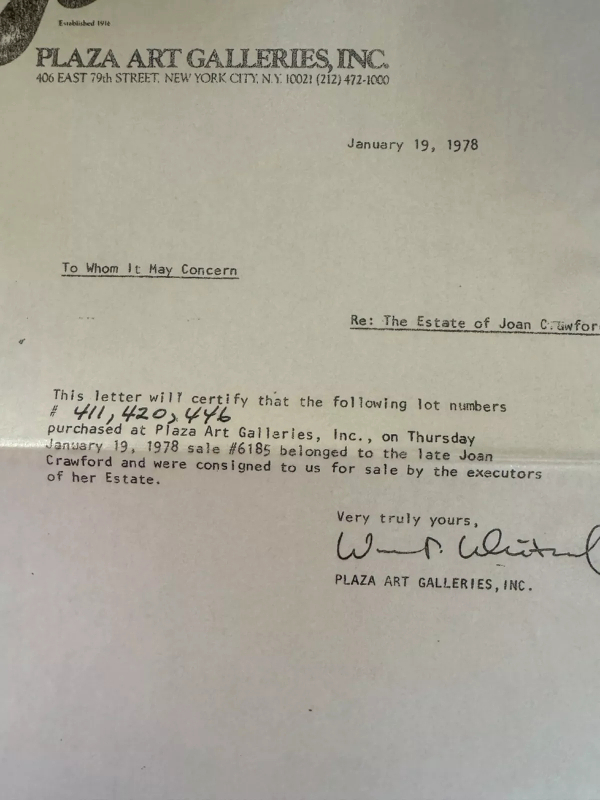 Established 1916
PLAZA ART GALLERIES, INC.
406 EAST 79th STREET, NEW YORK CITY, N.Y. 10021 (212) 472-1000
January 19, 1978
To Whom It May Concern
Re: The Estate of Joan Crawfor
This letter will certify that the following lot numbers
# 411, 420, 446
purchased at Plaza Art Galleries, Inc., on Thursday
January 19, 1978 sale #6185 belonged to the late Joan
Crawford and were consigned to us for sale by the executors
of her Estate.
Very truly yours,
PLAZA ART GALLERIES, INC.